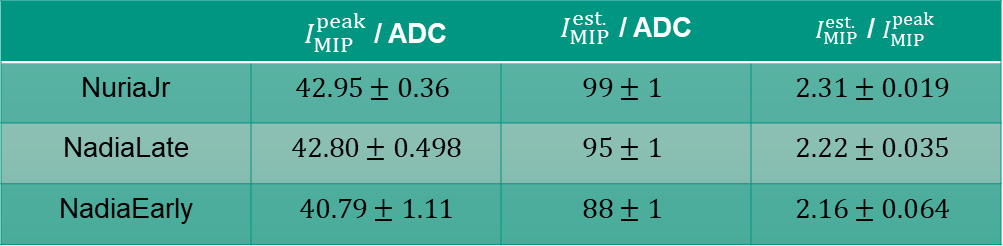 I_MIP^peak / ADC I_MIP^est. / ADC I_MIP^est. / I_MIP^peak
NuriaJr 42.95 ± 0.36 99 ± 1 2.31 ± 0.019
NadiaLate 42.80 ± 0.498 95 ± 1 2.22 ± 0.035
NadiaEarly 40.79 ± 1.11 88 ± 1 2.16 ± 0.064